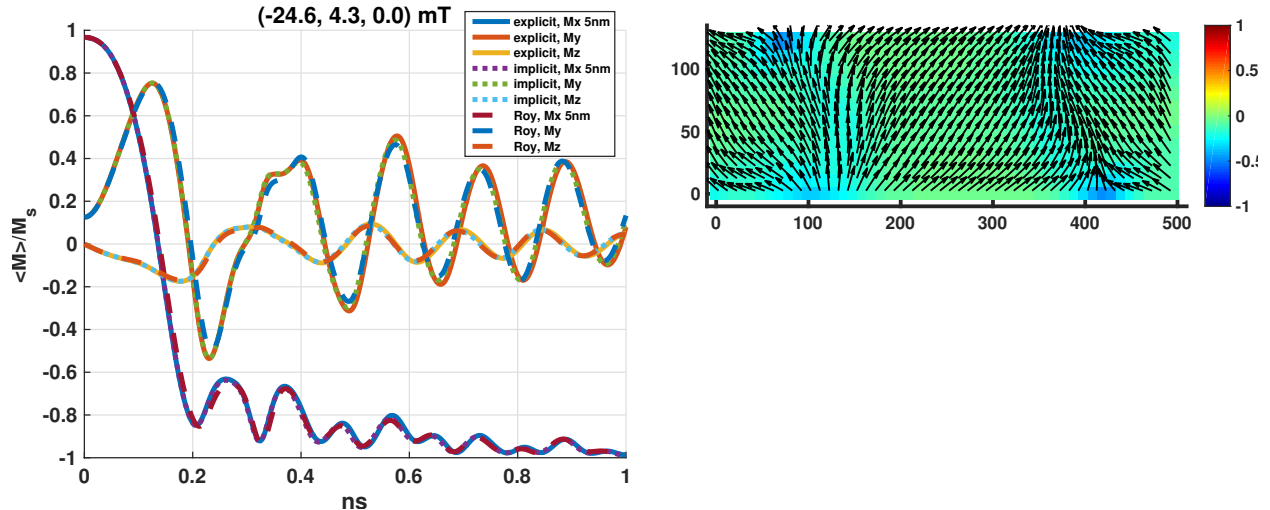 (-24.6, 4.3, 0.0) mT
1
0.8
0.6
0.4
0.2
0
-0.2
-0.4
-0.6
-0.8
-1
<M>/M_s
0 0.2 0.4 0.6 0.8 1
ns
explicit, Mx 5nm
explicit, My
explicit, Mz
implicit, Mx 5nm
implicit, My
implicit, Mz
Roy, Mx 5nm
Roy, My
Roy, Mz
100
50
0
0 100 200 300 400 500
1
0.5
0
-0.5
-1